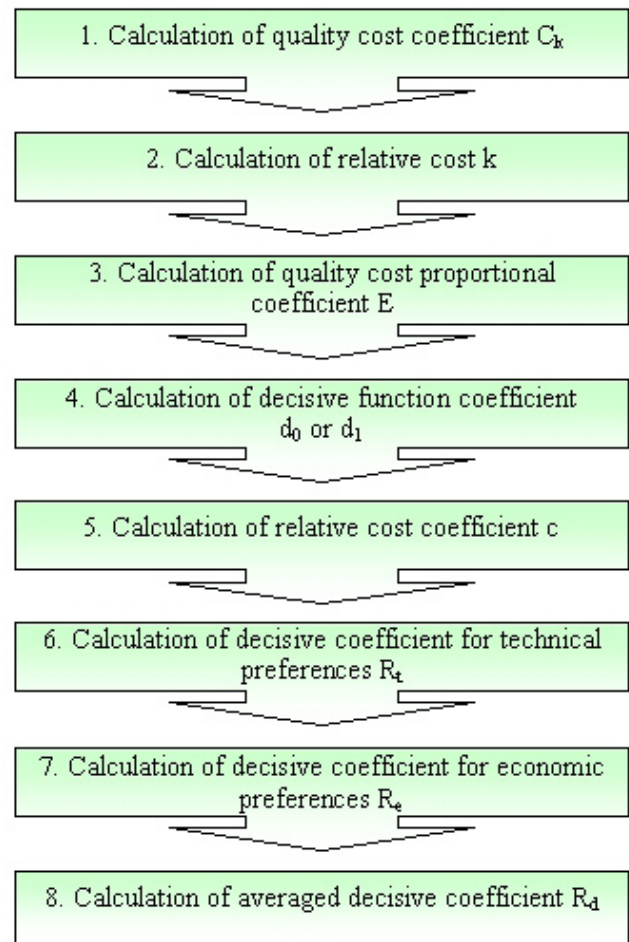 1. Calculation of quality cost coefficient Cₖ
2. Calculation of relative cost k
3. Calculation of quality cost proportional
coefficient E
4. Calculation of decisive function coefficient
d₀ or d₁
5. Calculation of relative cost coefficient c
6. Calculation of decisive coefficient for technical
preferences Rₜ
7. Calculation of decisive coefficient for economic
preferences Rₑ
8. Calculation of averaged decisive coefficient R_d